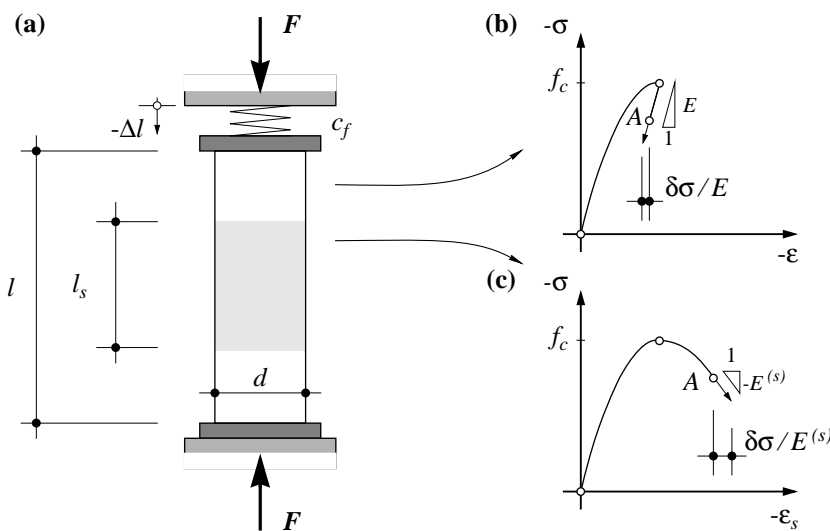 (a)
F
-Δl
c_f
l
l_s
d
F
(b)
-σ
f_c
A
E
1
δσ/E
-ε
(c)
-σ
f_c
1
A
-E^(s)
δσ/E^(s)
-ε_s